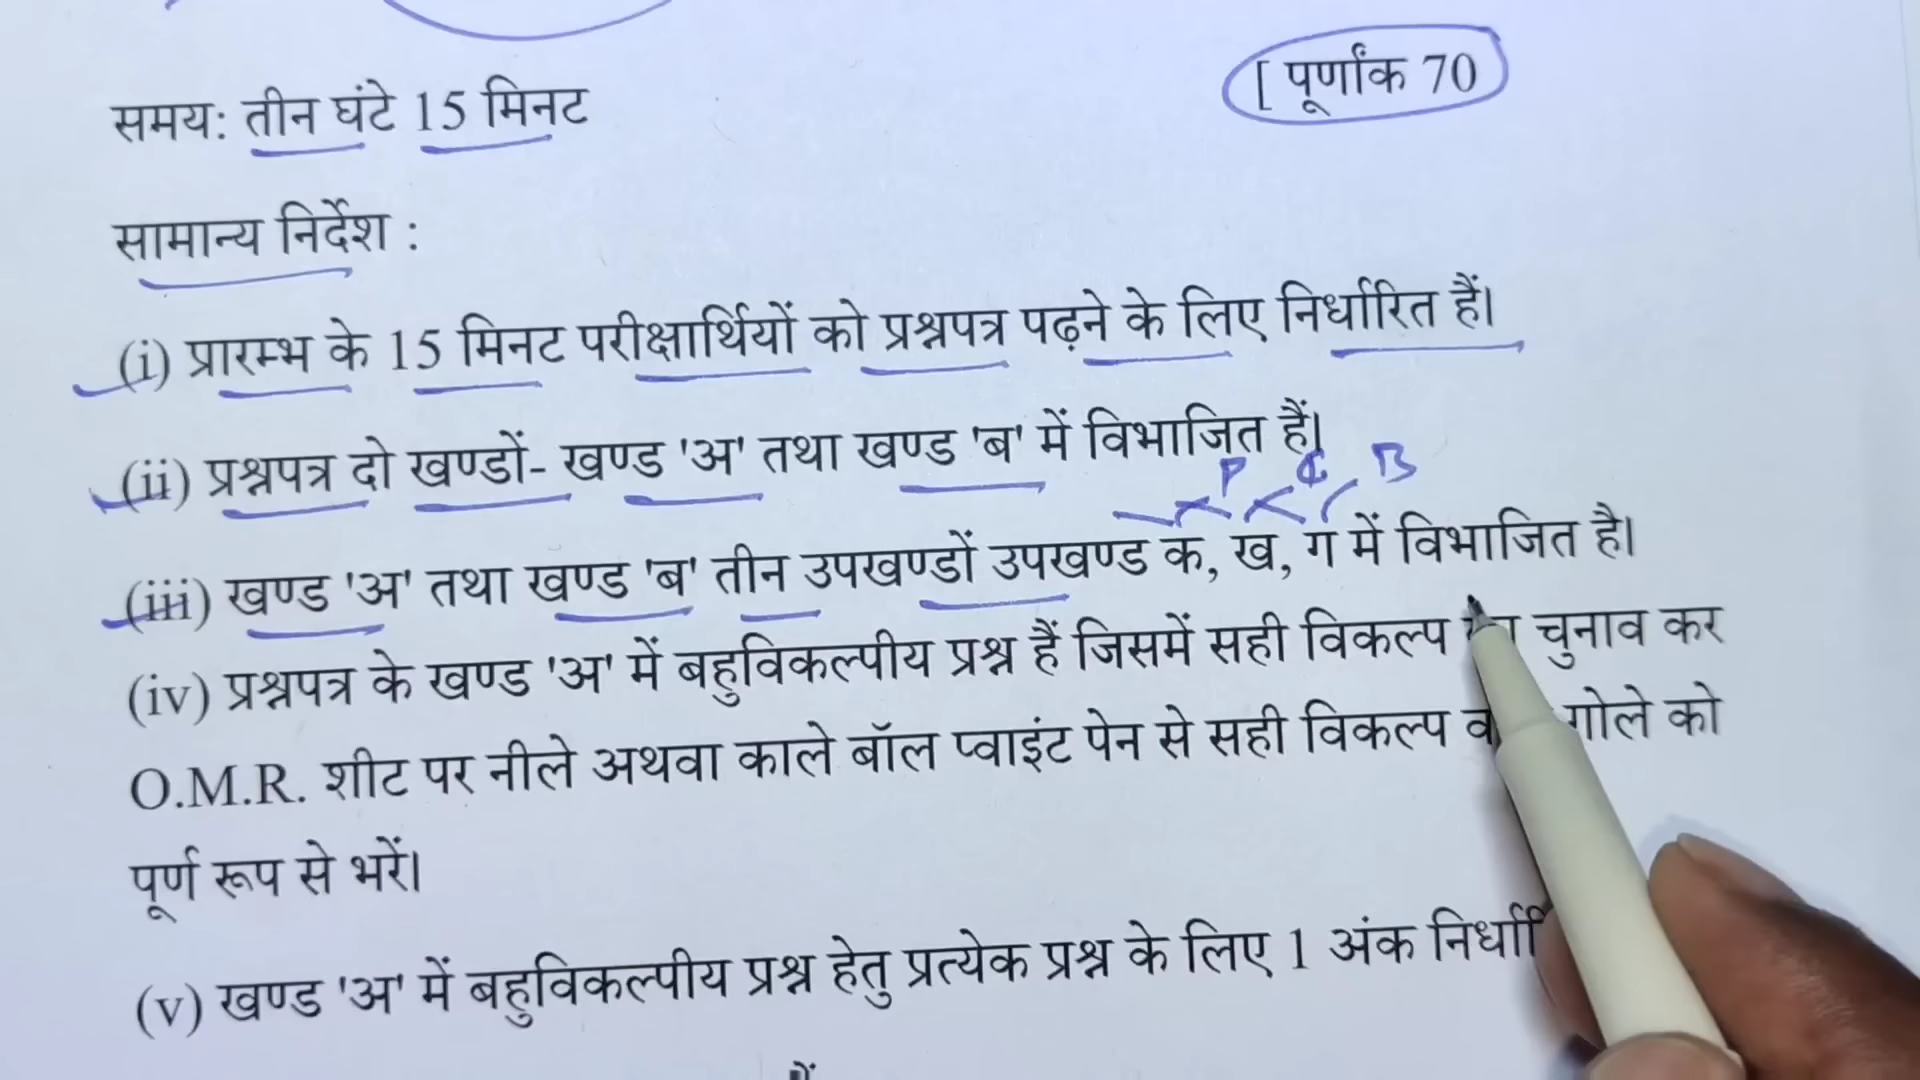 [ पूर्णांक 70
समय: तीन घंटे 15 मिनट
सामान्य निर्देश :
(i) प्रारम्भ के 15 मिनट परीक्षार्थियों को प्रश्नपत्र पढ़ने के लिए निर्धारित हैं।
(ii) प्रश्नपत्र दो खण्डों- खण्ड 'अ' तथा खण्ड 'ब' में विभाजित हैं।
P C B
(iii) खण्ड 'अ' तथा खण्ड 'ब' तीन उपखण्डों उपखण्ड क, ख, ग में विभाजित है।
(iv) प्रश्नपत्र के खण्ड 'अ' में बहुविकल्पीय प्रश्न हैं जिसमें सही विकल्प चुनाव कर
O.M.R. शीट पर नीले अथवा काले बॉल प्वाइंट पेन से सही विकल्प गोले को
पूर्ण रूप से भरें।
(v) खण्ड 'अ' में बहुविकल्पीय प्रश्न हेतु प्रत्येक प्रश्न के लिए 1 अंक